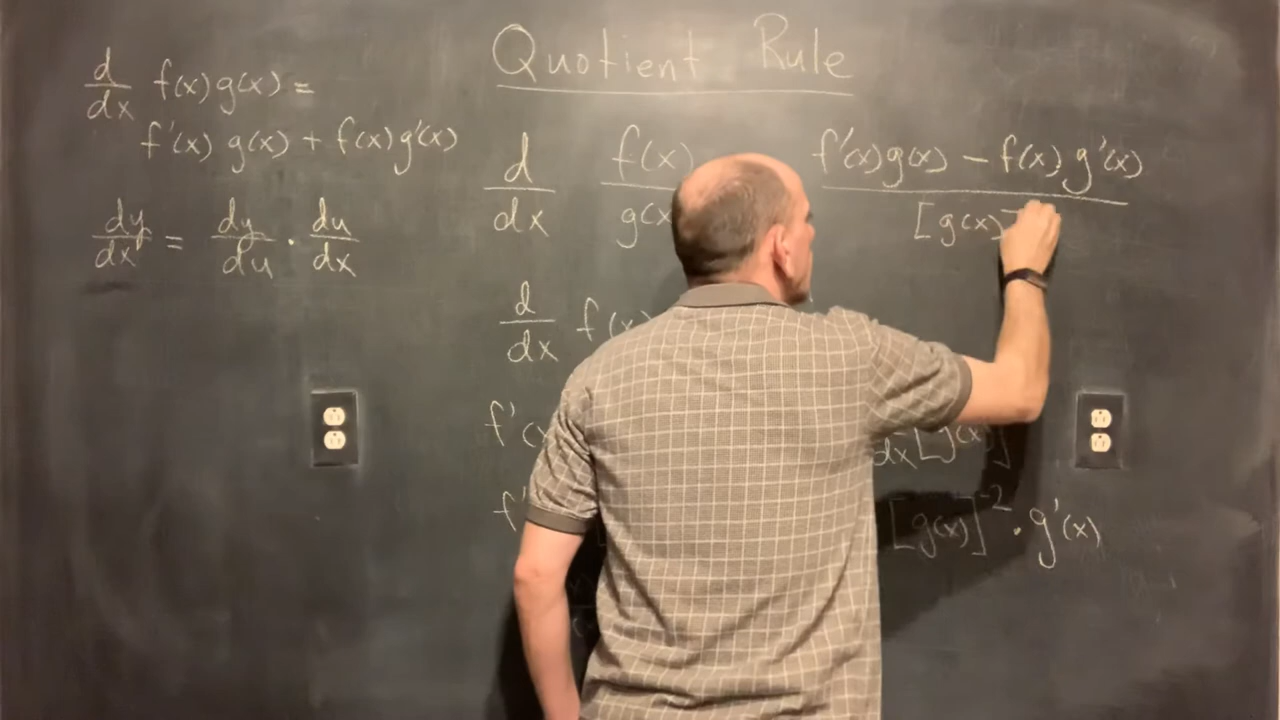 Quotient Rule
d/dx f(x)g(x) =
f'(x) g(x) + f(x)g'(x)
dy/dx = dy/du · du/dx
d/dx f(x)/g(x f'(x)g(x) - f(x)g'(x)/[g(x)
d/dx f(x)
f'(x dx[g(x)]
f' [g(x)]^-2 · g'(x)